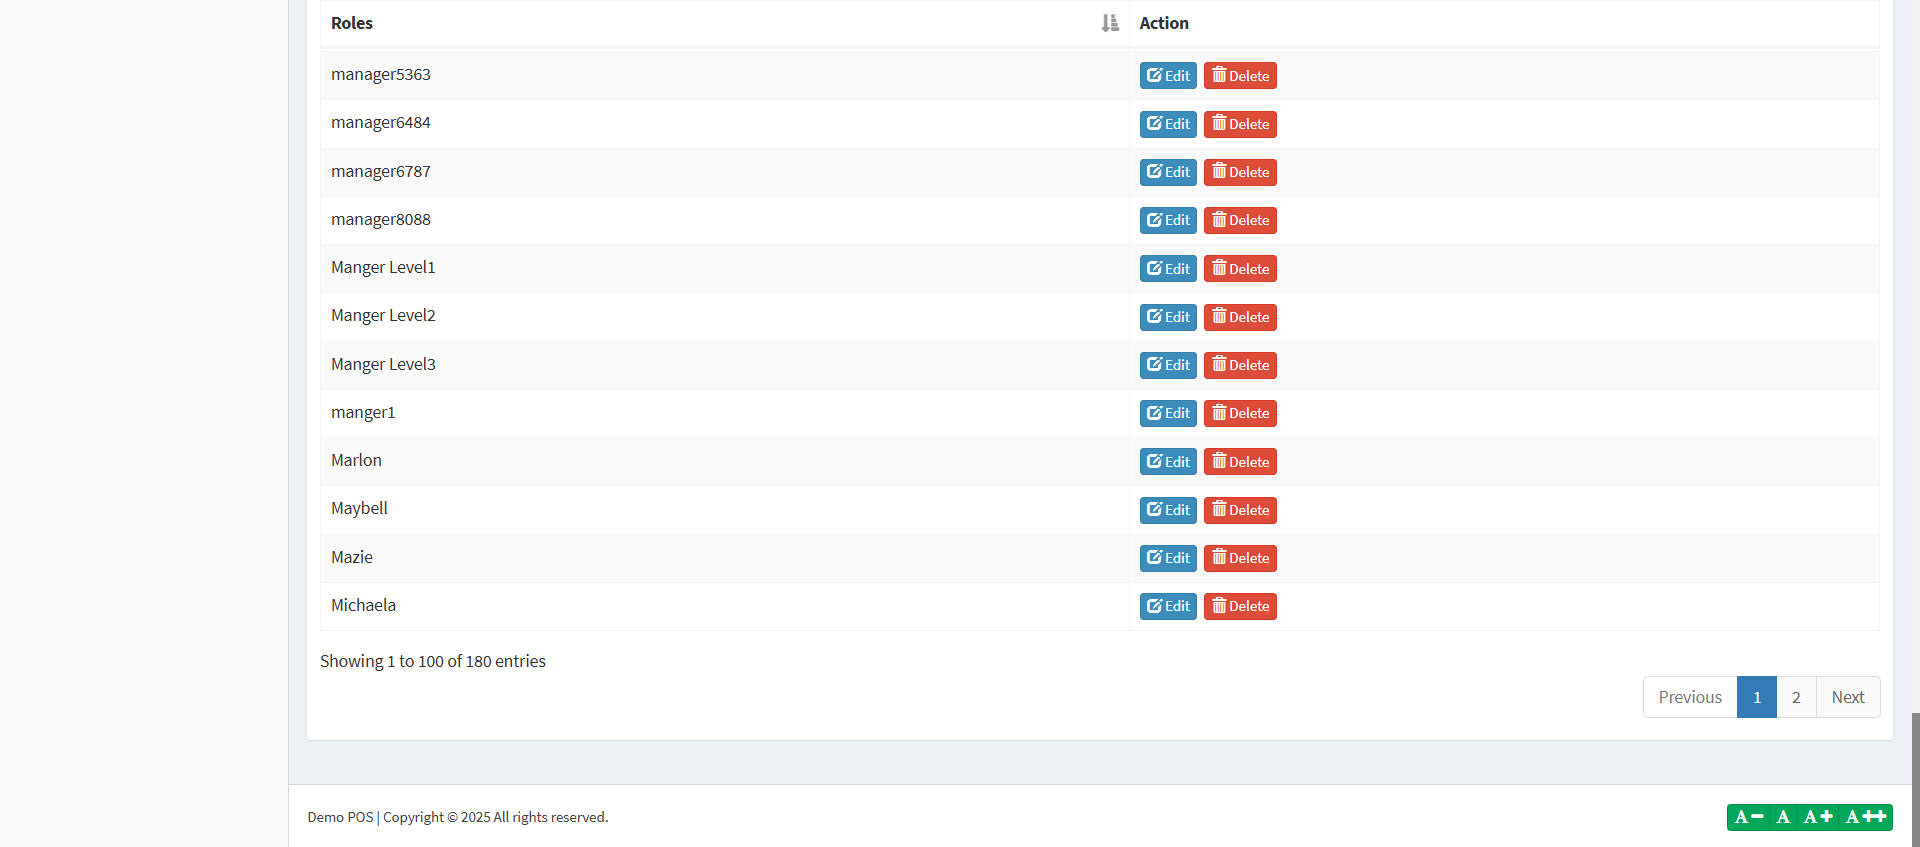 Roles Action
manager5363 Edit Delete
manager6484 Edit Delete
manager6787 Edit Delete
manager8088 Edit Delete
Manger Level1 Edit Delete
Manger Level2 Edit Delete
Manger Level3 Edit Delete
manger1 Edit Delete
Marlon Edit Delete
Maybell Edit Delete
Mazie Edit Delete
Michaela Edit Delete
Showing 1 to 100 of 180 entries
Previous 1 2 Next
Demo POS | Copyright © 2025 All rights reserved.
A- A A+ A++